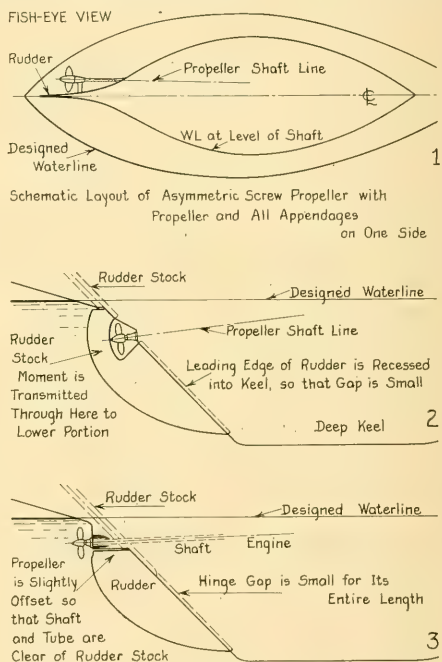 FISH-EYE VIEW
Rudder
Propeller Shaft Line
℄
WL at Level of Shaft
Designed
Waterline
1
Schematic Layout of Asymmetric Screw Propeller with
Propeller and All Appendages
on One Side
Rudder Stock
Designed Waterline
Propeller Shaft Line
Rudder
Stock
Moment is
Transmitted
Through Here to
Lower Portion
Leading Edge of Rudder is Recessed
into Keel, so that Gap is Small
Deep Keel
2
Rudder Stock
Designed Waterline
Shaft
Engine
Propeller
is Slightly
Offset so
that Shaft
and Tube are
Clear of Rudder Stock
Rudder
Hinge Gap is Small for Its
Entire Length
3